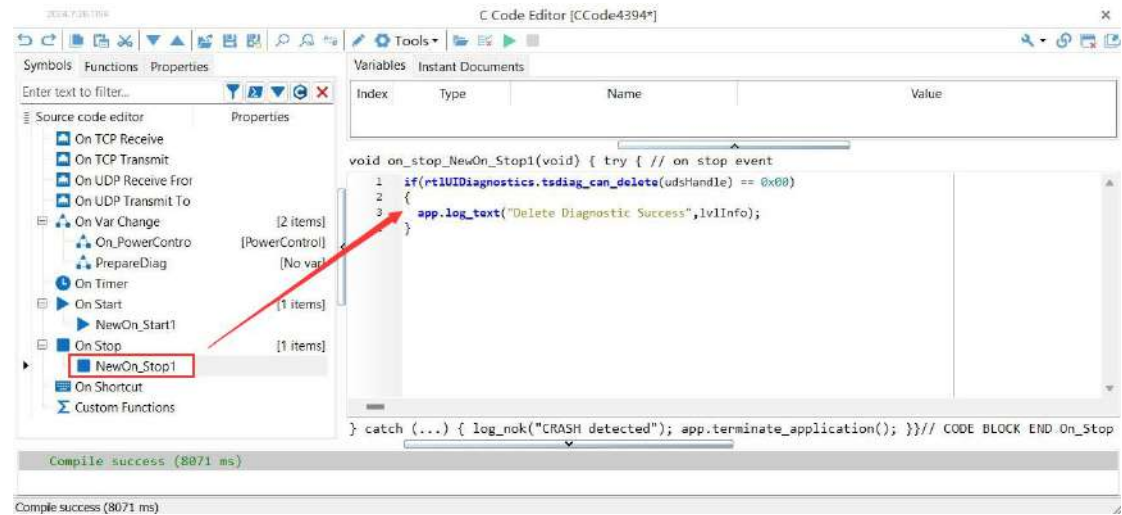 C Code Editor [CCode4394*]
Tools
Symbols Functions Properties
Variables Instant Documents
Enter text to filter...
Index Type Name Value
Source code editor Properties
On TCP Receive
On TCP Transmit
On UDP Receive Fror
On UDP Transmit To
On Var Change [2 items]
On_PowerContro [PowerControl]
PrepareDiag [No var]
On Timer
On Start [1 items]
NewOn_Start1
On Stop [1 items]
NewOn_Stop1
On Shortcut
Custom Functions
void on_stop_NewOn_Stop1(void) { try { // on stop event
1 if(rtlUIDiagnostics.tsdiag_can_delete(udsHandle) == 0x00)
2 {
3 app.log_text("Delete Diagnostic Success",lvlInfo);
}
} catch (...) { log_nok("CRASH detected"); app.terminate_application(); }}// CODE BLOCK END On_Stop
Compile success (8071 ms)
Compile success (8071 ms)